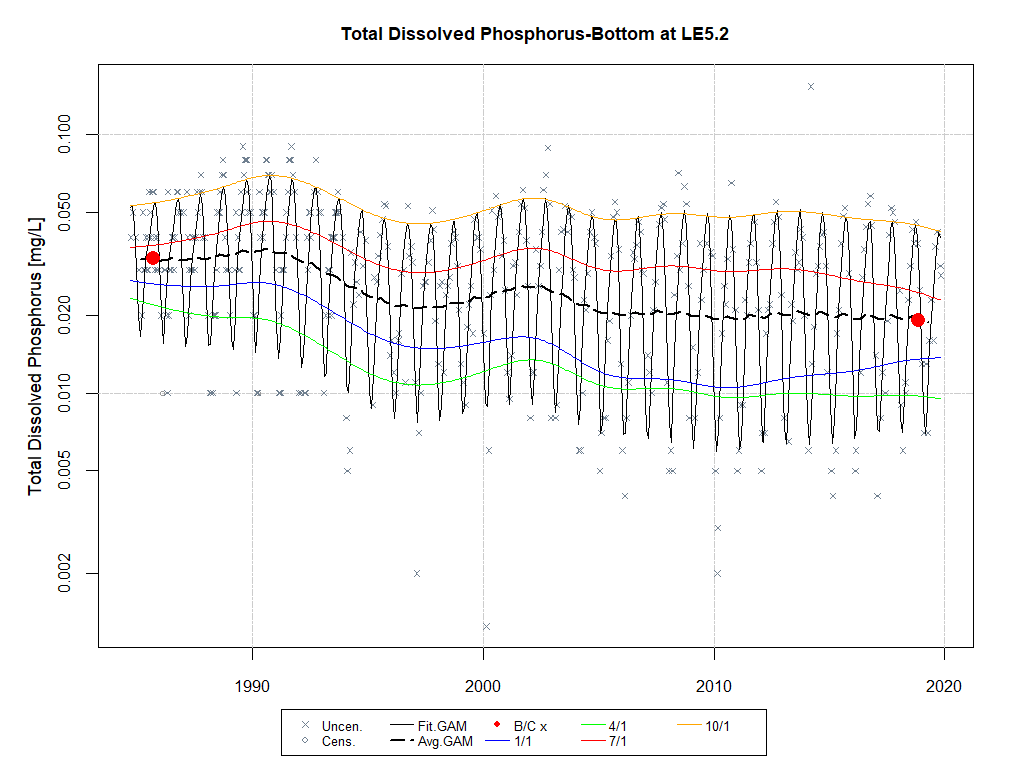 Total Dissolved Phosphorus-Bottom at LE5.2
Total Dissolved Phosphorus [mg/L]
0.100
0.050
0.020
0.010
0.005
0.002
1990 2000 2010 2020
Uncen. Fit.GAM B/C x 4/1 10/1
Cens. Avg.GAM 1/1 7/1